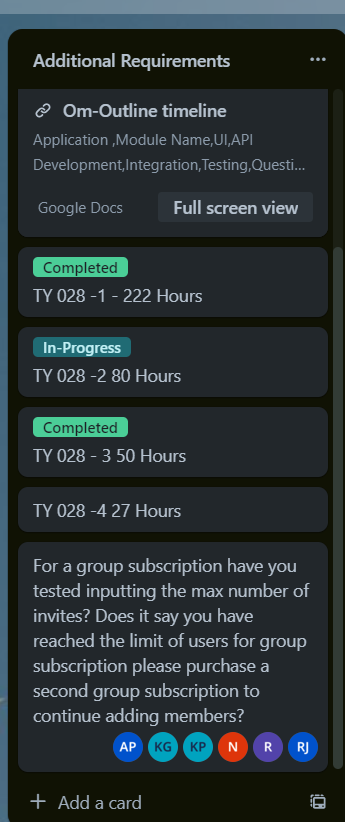 Additional Requirements
Om-Outline timeline
Application ,Module Name,UI,API
Development,Integration,Testing,Questi...
Google Docs
Full screen view
Completed
TY 028 -1 - 222 Hours
In-Progress
TY 028 -2 80 Hours
Completed
TY 028 - 3 50 Hours
TY 028 -4 27 Hours
For a group subscription have you
tested inputting the max number of
invites? Does it say you have
reached the limit of users for group
subscription please purchase a
second group subscription to
continue adding members?
AP KG KP N R RJ
Add a card